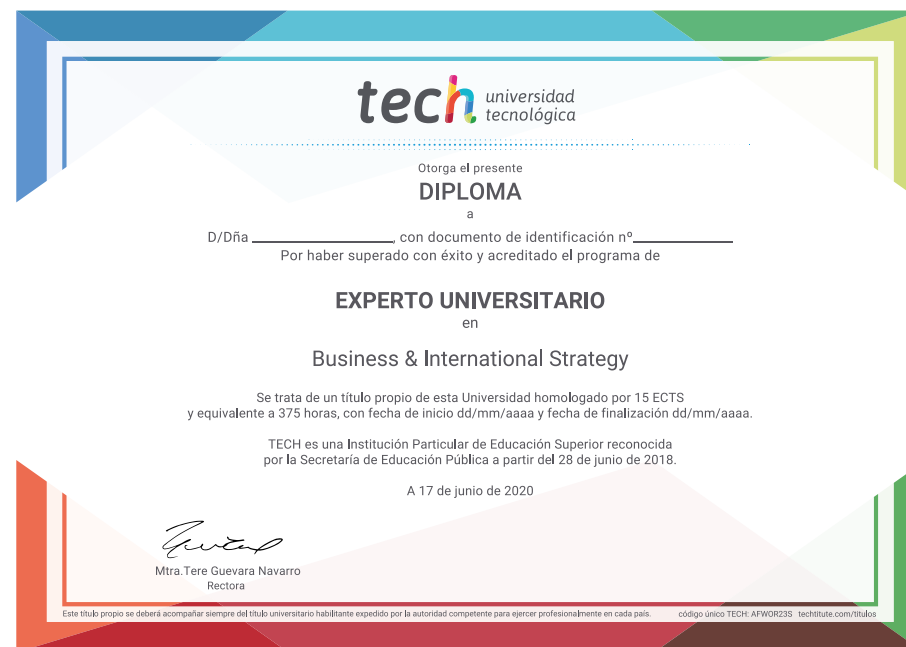 tech universidad
tecnológica
Otorga el presente
DIPLOMA
a
D/Dña ____________________, con documento de identificación nº______________
Por haber superado con éxito y acreditado el programa de
EXPERTO UNIVERSITARIO
en
Business & International Strategy
Se trata de un título propio de esta Universidad homologado por 15 ECTS
y equivalente a 375 horas, con fecha de inicio dd/mm/aaaa y fecha de finalización dd/mm/aaaa.
TECH es una Institución Particular de Educación Superior reconocida
por la Secretaría de Educación Pública a partir del 28 de junio de 2018.
A 17 de junio de 2020
Mtra.Tere Guevara Navarro
Rectora
Este título propio se deberá acompañar siempre del título universitario habilitante expedido por la autoridad competente para ejercer profesionalmente en cada país. código único TECH: AFWOR23S techtitute.com/titulos